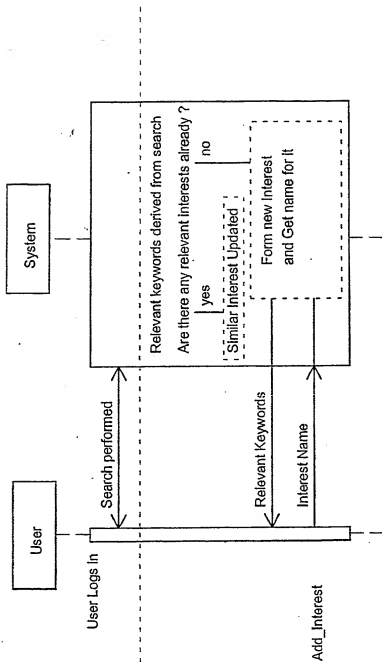 User
System
User Logs In
Search performed
Relevant keywords derived from search
Are there any relevant interests already ?
yes
no
SImilar Interest Updated
Form new Interest
and Get name for it
Relevant Keywords
Interest Name
Add_Interest